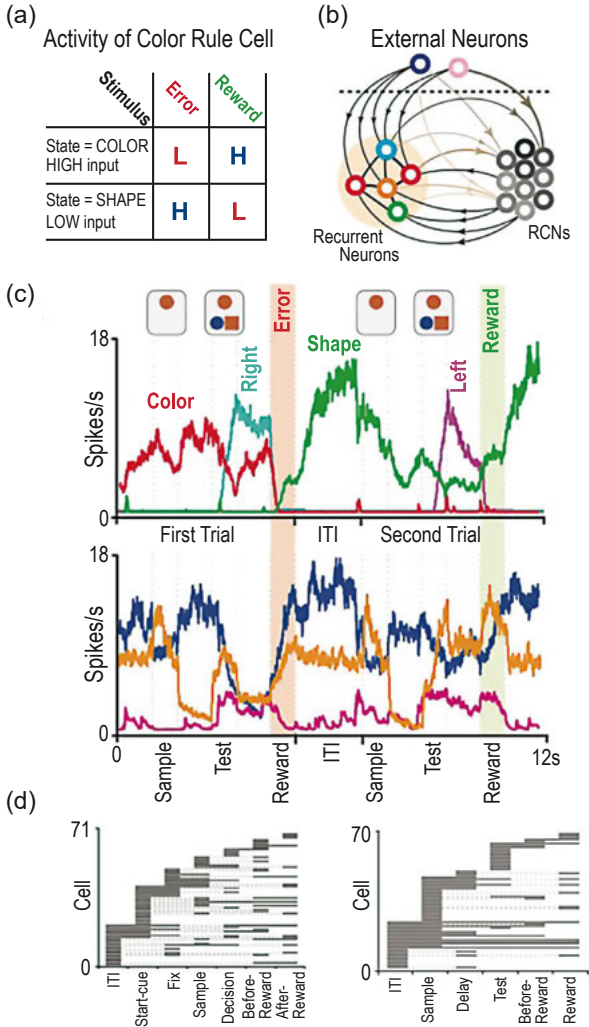 (a)
Activity of Color Rule Cell
Stimulus
Error
Reward
State = COLOR
HIGH input
L
H
State = SHAPE
LOW input
H
L
(b)
External Neurons
Recurrent
Neurons
RCNs
(c)
18
Spikes/s
0
Color
Right
Error
Shape
Left
Reward
First Trial
ITI
Second Trial
18
Spikes/s
0
Sample
Test
Reward
ITI
Sample
Test
Reward
12s
(d)
71
Cell
0
ITI
Start-cue
Fix
Sample
Decision
Before-
Reward
After-
Reward
70
Cell
0
ITI
Sample
Delay
Test
Before-
Reward
Reward